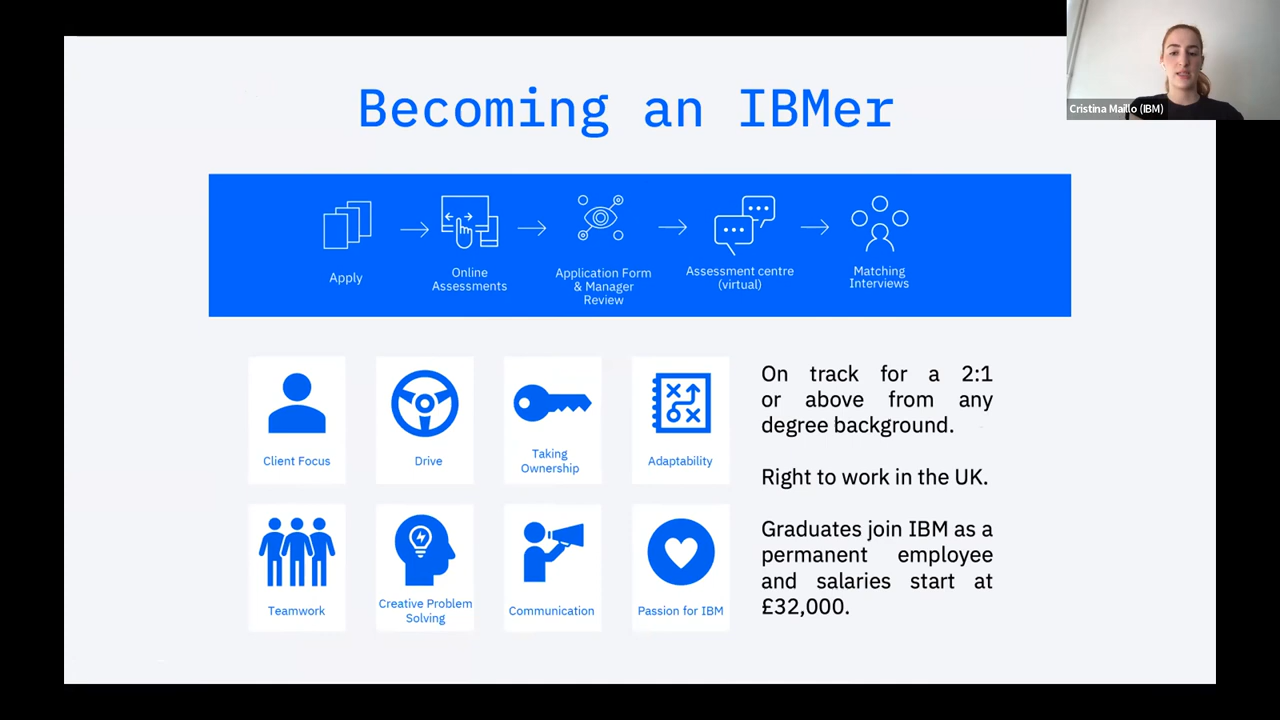 Becoming an IBMer
Cristina Maillo (IBM)
Apply
Online
Assessments
Application Form
& Manager
Review
Assessment centre
(virtual)
Matching
Interviews
Client Focus
Drive
Taking
Ownership
Adaptability
Teamwork
Creative Problem
Solving
Communication
Passion for IBM
On track for a 2:1
or above from any
degree background.
Right to work in the UK.
Graduates join IBM as a
permanent employee
and salaries start at
£32,000.